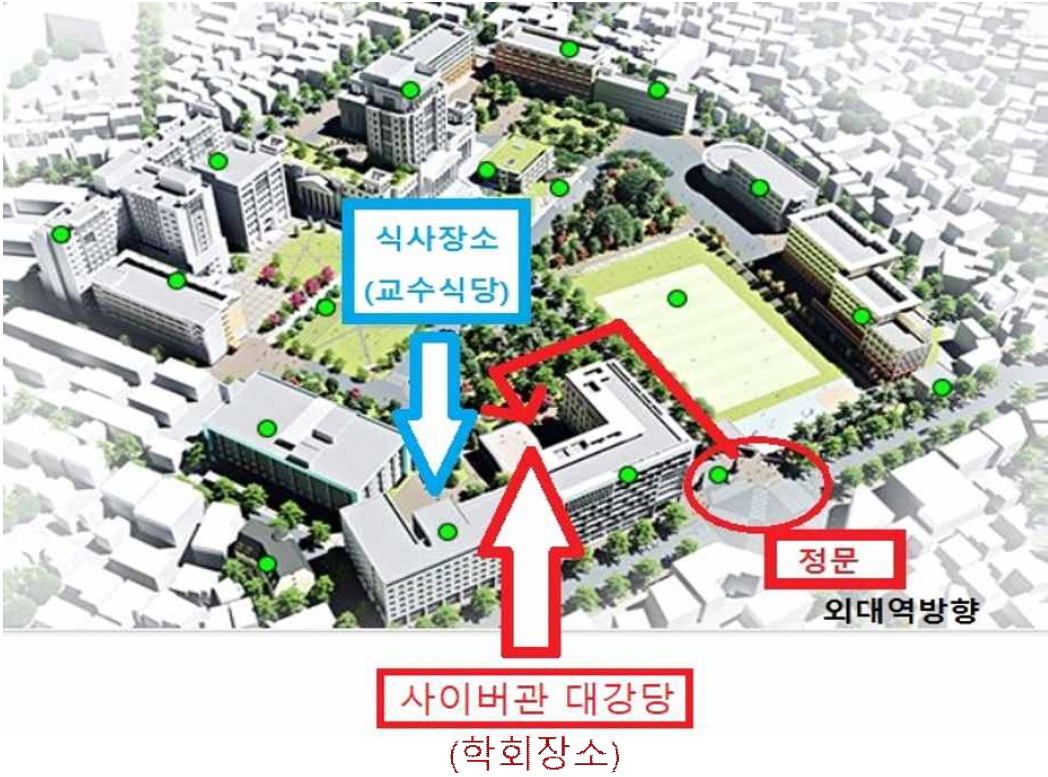 식사장소
(교수식당)
정문
외대역방향
사이버관 대강당
(학회장소)